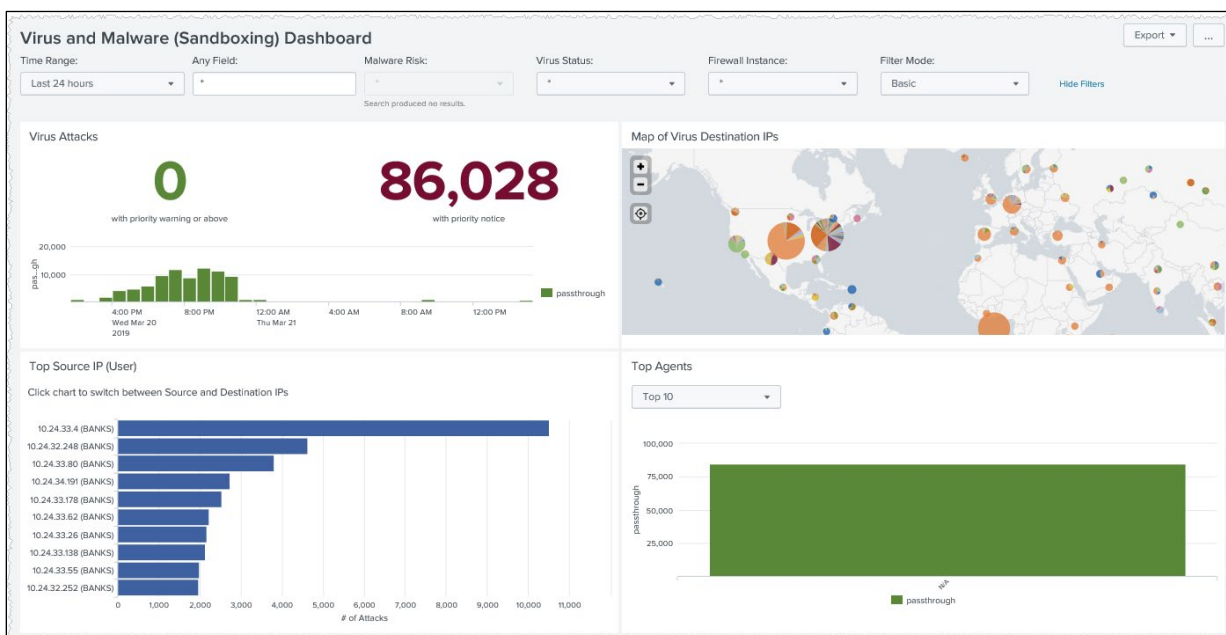 Virus and Malware (Sandboxing) Dashboard
Export
...
Time Range:
Any Field:
Malware Risk:
Virus Status:
Firewall Instance:
Filter Mode:
Last 24 hours
*
*
*
*
Basic
Hide Filters
Search produced no results.
Virus Attacks
0
with priority warning or above
86,028
with priority notice
20,000
10,000
pas...gh
passthrough
4:00 PM
Wed Mar 20
2019
8:00 PM
12:00 AM
Thu Mar 21
4:00 AM
8:00 AM
12:00 PM
Map of Virus Destination IPs
+
−
Top Source IP (User)
Click chart to switch between Source and Destination IPs
10.24.33.4 (BANKS)
10.24.32.248 (BANKS)
10.24.33.80 (BANKS)
10.24.34.191 (BANKS)
10.24.33.178 (BANKS)
10.24.33.62 (BANKS)
10.24.33.26 (BANKS)
10.24.33.138 (BANKS)
10.24.33.55 (BANKS)
10.24.32.252 (BANKS)
0 1,000 2,000 3,000 4,000 5,000 6,000 7,000 8,000 9,000 10,000 11,000
# of Attacks
Top Agents
Top 10
100,000
75,000
50,000
25,000
passthrough
N/A
passthrough